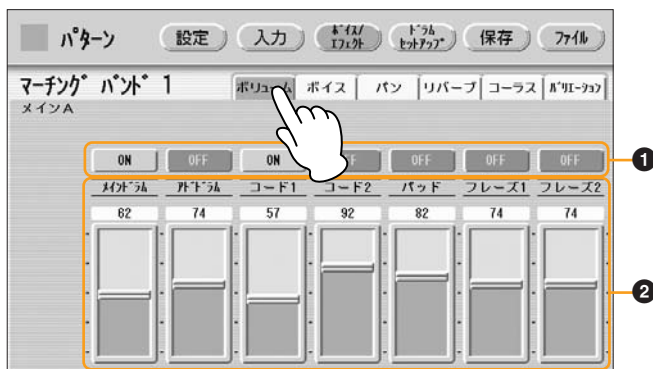 パターン 設定 入力 ボイス/エフェクト ドラムセットアップ 保存 ファイル
マーチング バンド 1 ボリューム ボイス パン リバーブ コーラス バリエーション
メインA
ON OFF ON FF OFF OFF OFF 1
メインドラム アドドラム コード1 コード2 パッド フレーズ1 フレーズ2
62 74 57 92 82 74 74
2